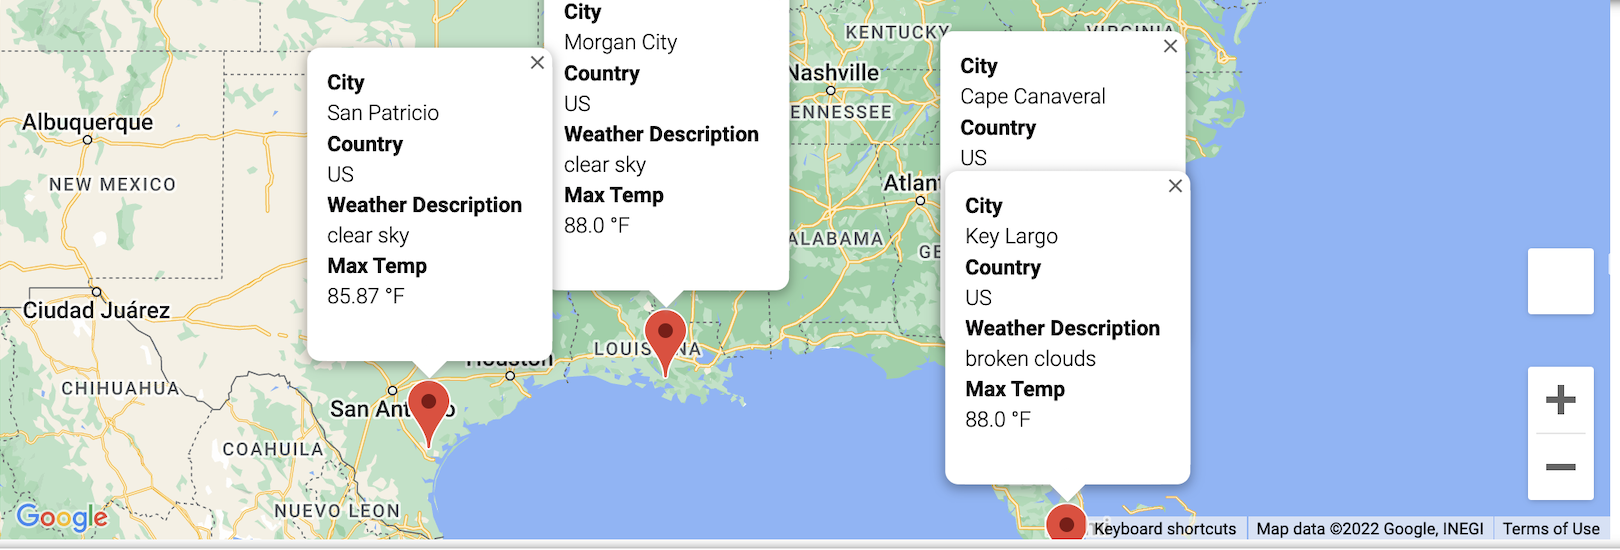 City
Morgan City
Country
US
Weather Description
clear sky
Max Temp
88.0 °F
City
San Patricio
Country
US
Weather Description
clear sky
Max Temp
85.87 °F
City
Cape Canaveral
Country
US
City
Key Largo
Country
US
Weather Description
broken clouds
Max Temp
88.0 °F
KENTUCKY
VIRGINIA
Nashville
ENNESSEE
Albuquerque
NEW MEXICO
Atlant
ALABAMA
GE
Ciudad Juárez
LOUIS NA
Houston
CHIHUAHUA
San Ant o
COAHUILA
NUEVO LEON
Google
Keyboard shortcuts
Map data ©2022 Google, INEGI
Terms of Use